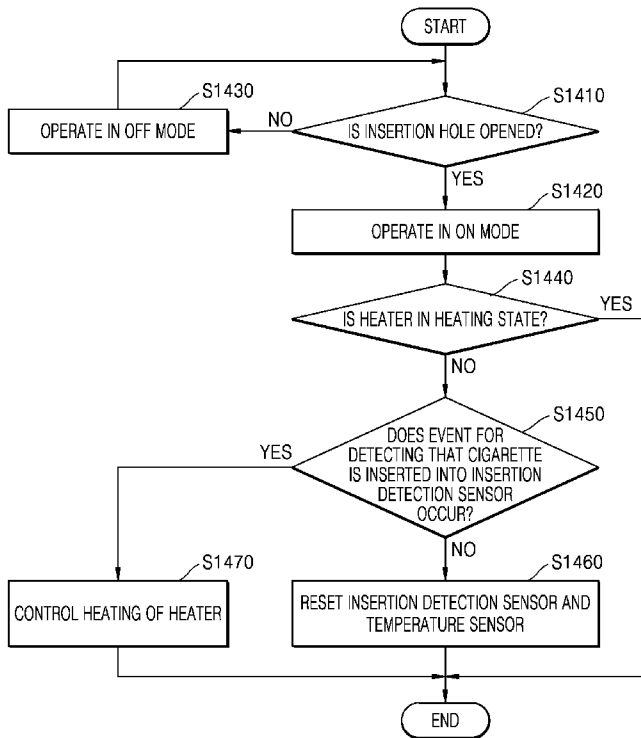 START
S1430
S1410
OPERATE IN OFF MODE
NO
IS INSERTION HOLE OPENED?
YES
S1420
OPERATE IN ON MODE
S1440
IS HEATER IN HEATING STATE?
YES
NO
S1450
YES
DOES EVENT FOR
DETECTING THAT CIGARETTE
IS INSERTED INTO INSERTION
DETECTION SENSOR
OCCUR?
NO
S1470
S1460
CONTROL HEATING OF HEATER
RESET INSERTION DETECTION SENSOR AND
TEMPERATURE SENSOR
END